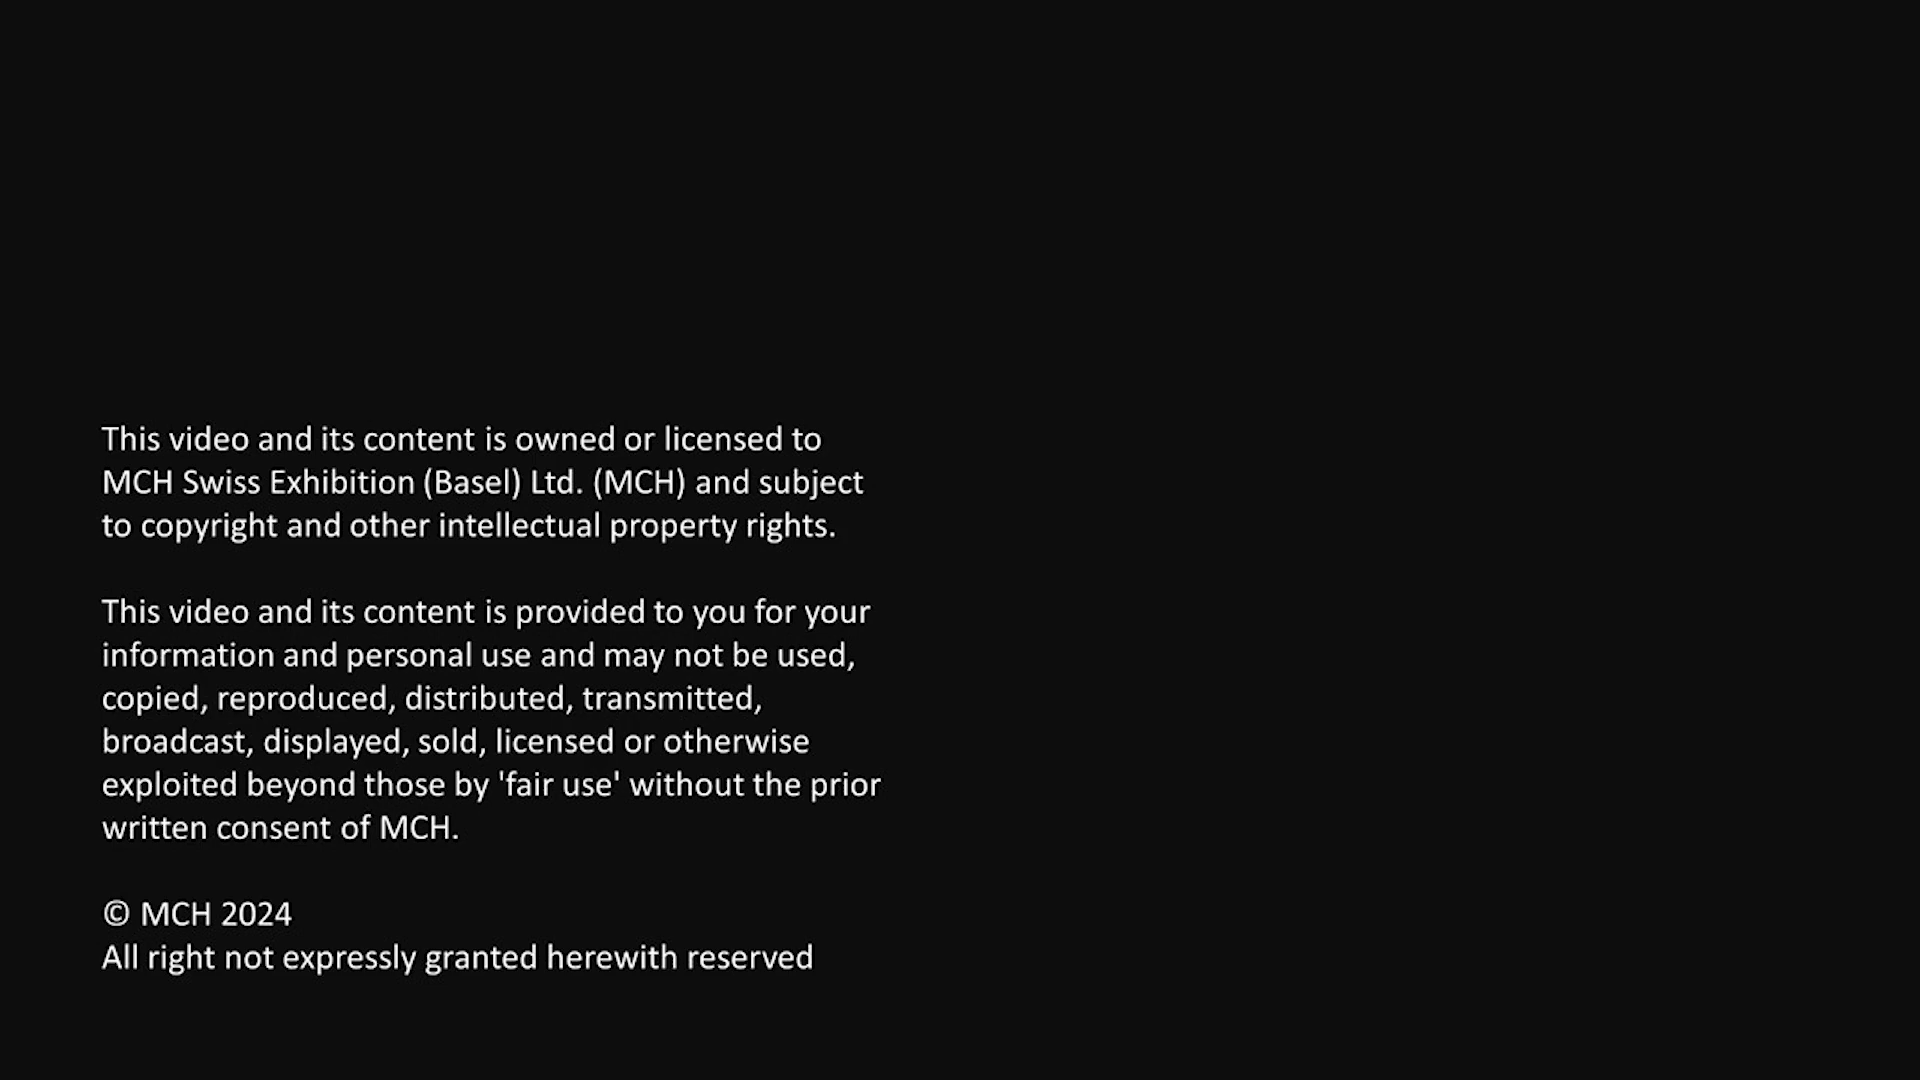 This video and its content is owned or licensed to
MCH Swiss Exhibition (Basel) Ltd. (MCH) and subject
to copyright and other intellectual property rights.
This video and its content is provided to you for your
information and personal use and may not be used,
copied, reproduced, distributed, transmitted,
broadcast, displayed, sold, licensed or otherwise
exploited beyond those by 'fair use' without the prior
written consent of MCH.
© MCH 2024
All right not expressly granted herewith reserved